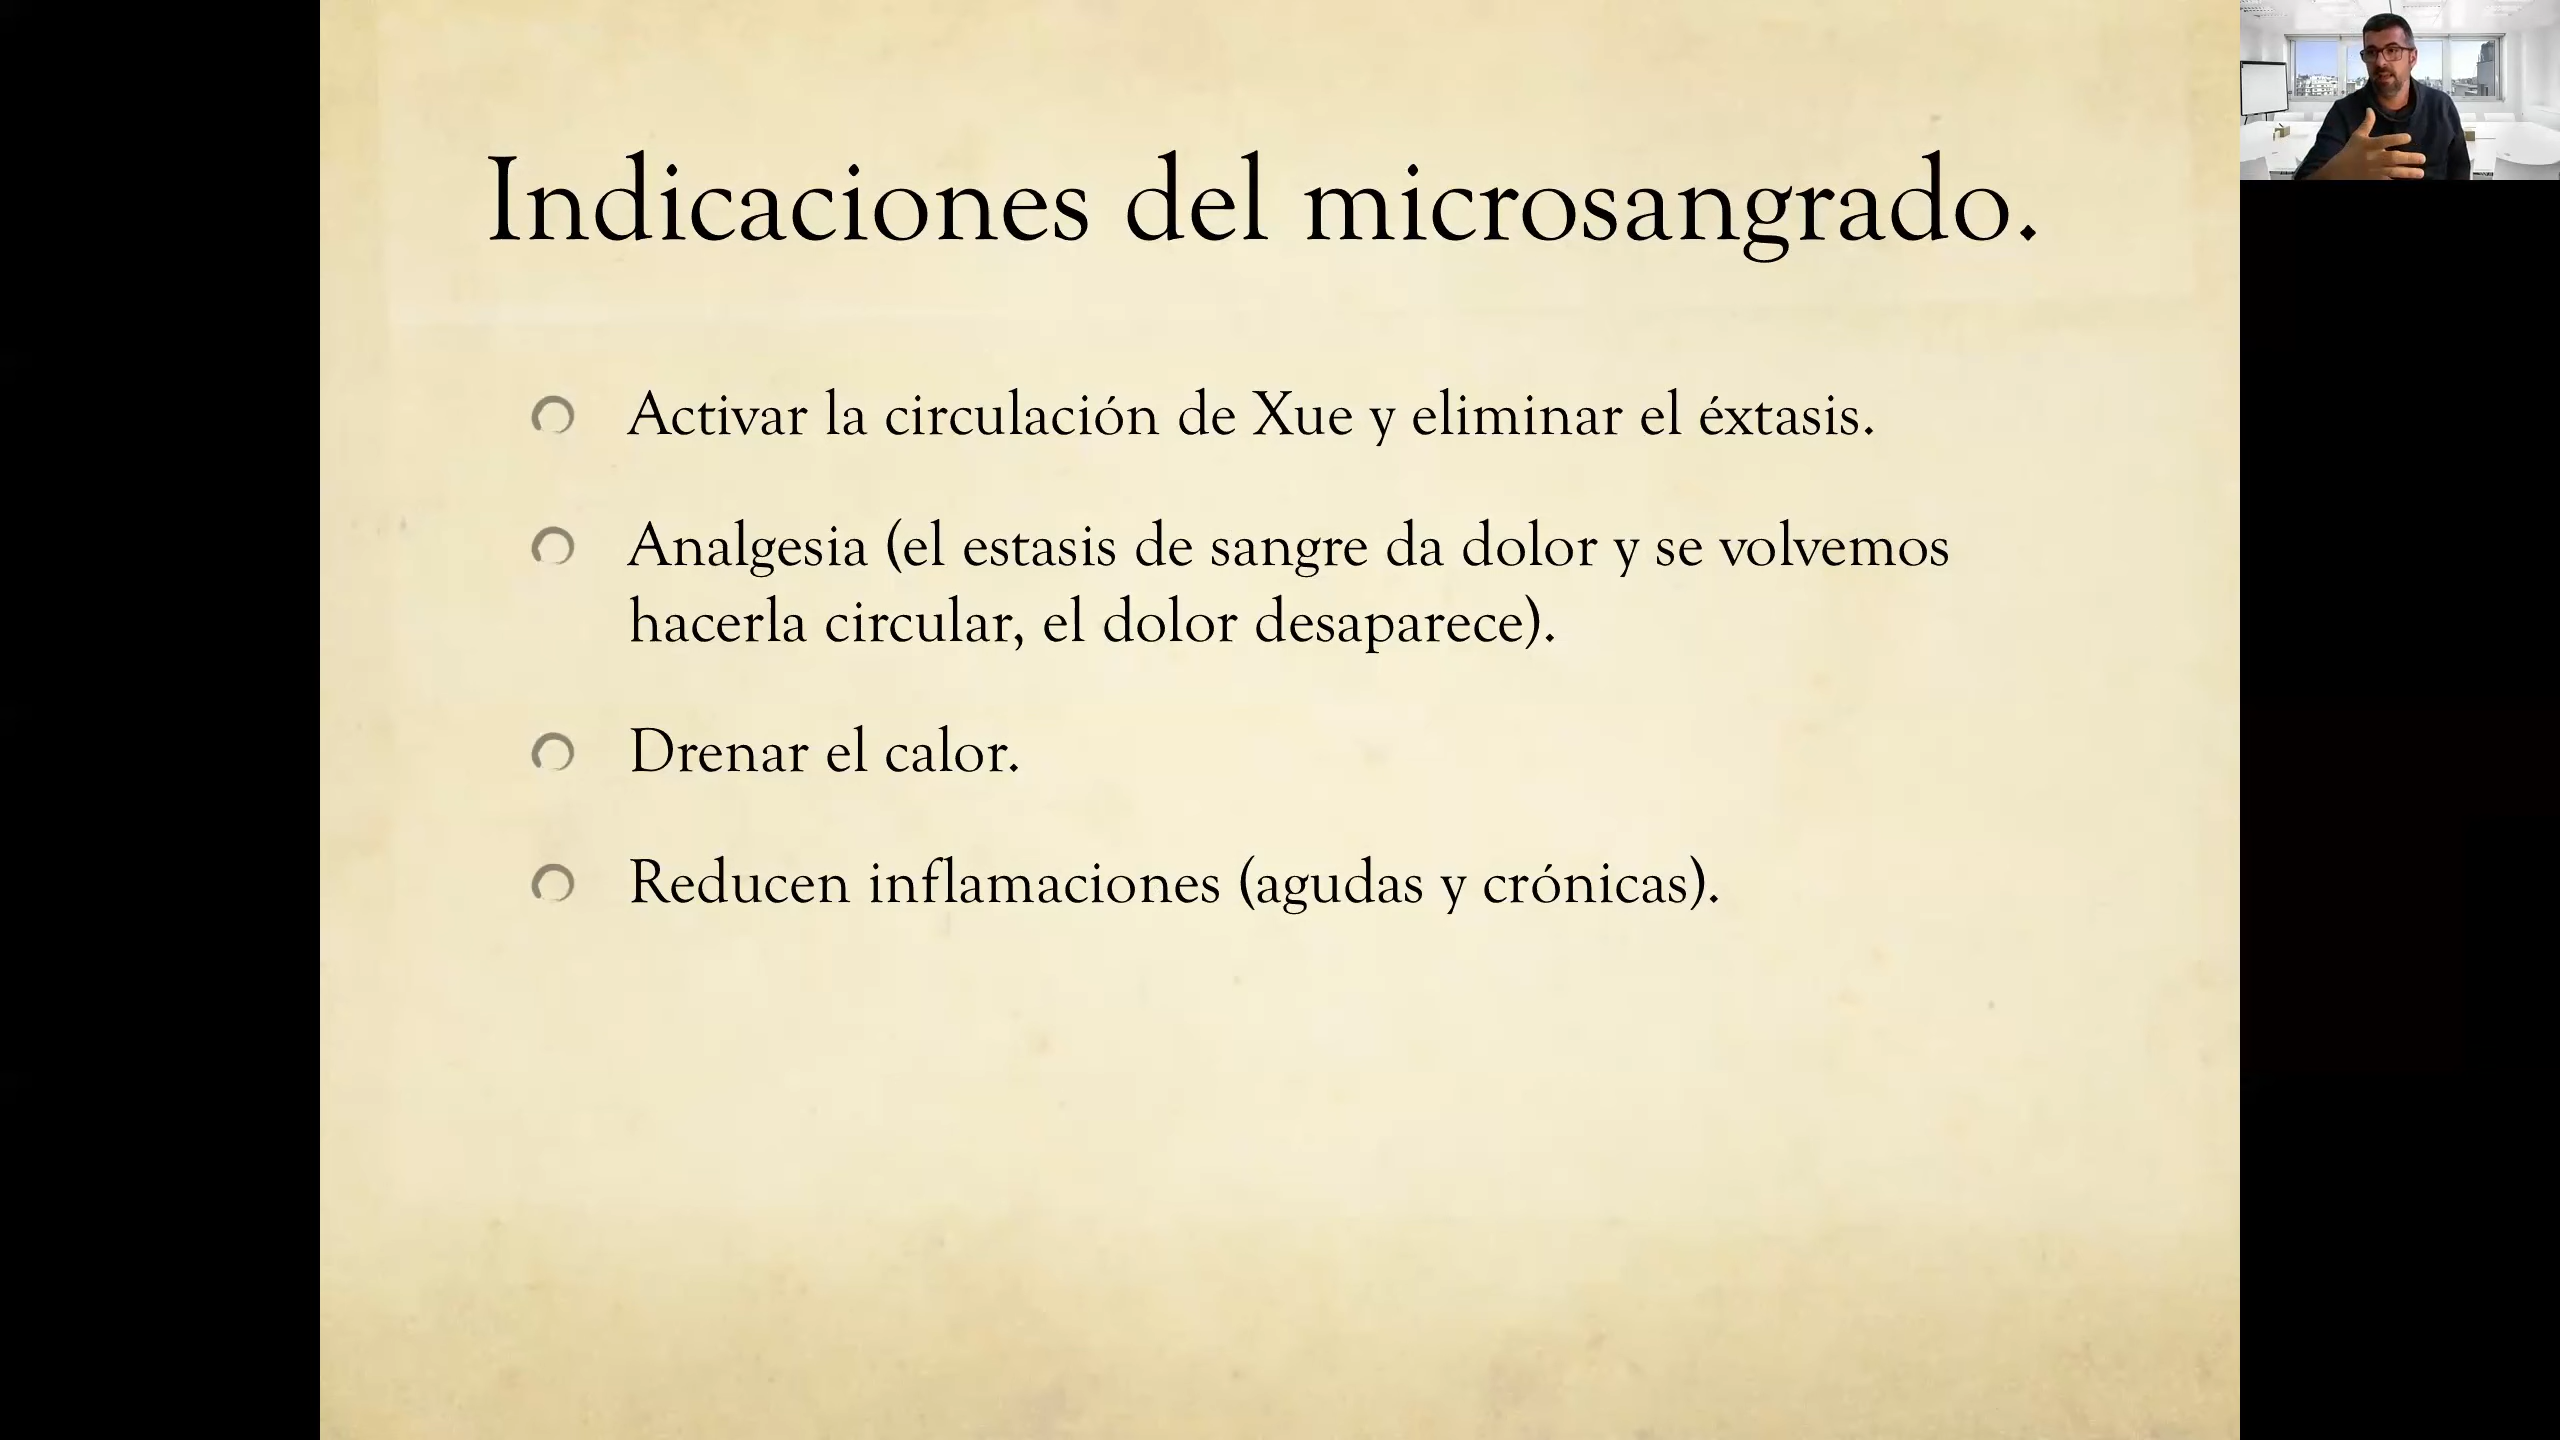 Indicaciones del microsangrado.
Activar la circulación de Xue y eliminar el éxtasis.
Analgesia (el estasis de sangre da dolor y se volvemos
hacerla circular, el dolor desaparece).
Drenar el calor.
Reducen inflamaciones (agudas y crónicas).